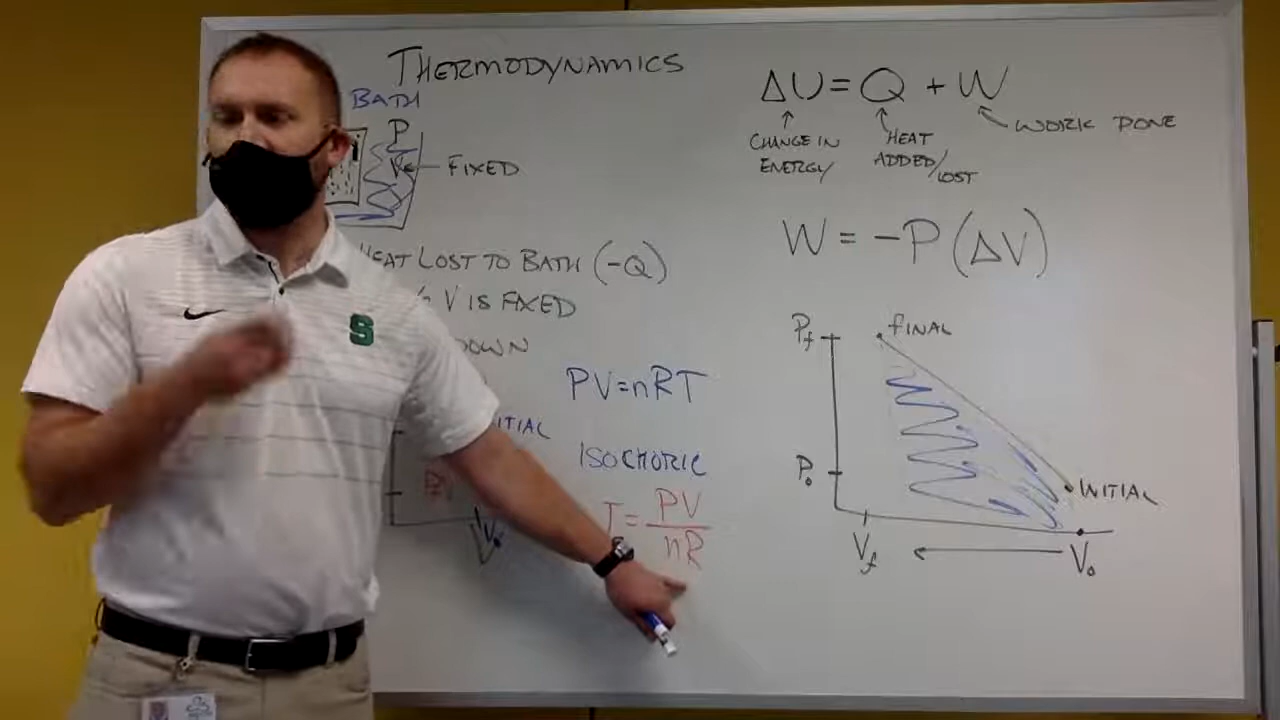 THERMODYNAMICS
BATH
P
V ← FIXED
HEAT LOST TO BATH (-Q)
V IS FIXED
DOWN
PV=nRT
ISOCHORIC
T = PV
nR
V₀
ΔU = Q + W
CHANGE IN
ENERGY
HEAT
ADDED/
LOST
WORK DONE
W = -P(ΔV)
Pf
FINAL
P₀
INITIAL
Vf
V₀
S